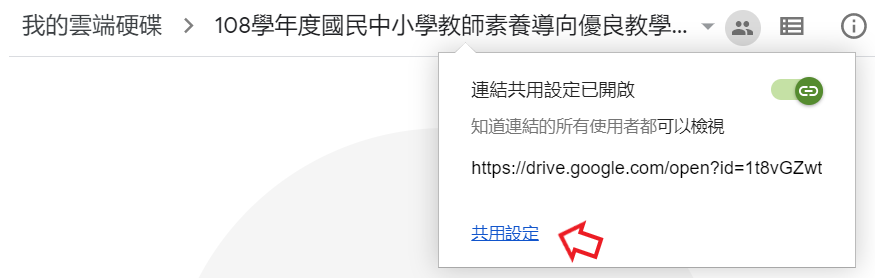 我的雲端硬碟 > 108學年度國民中小學教師素養導向優良教學...
連結共用設定已開啟
知道連結的所有使用者都可以檢視
https://drive.google.com/open?id=1t8vGZwt
共用設定